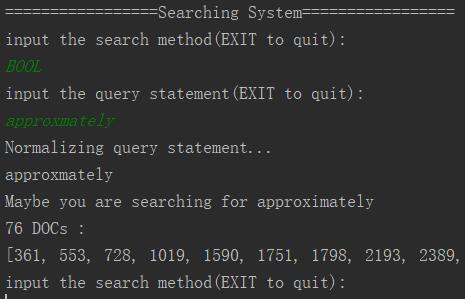 =================Searching System=================
input the search method(EXIT to quit):
BOOL
input the query statement(EXIT to quit):
approxmately
Normalizing query statement...
approxmately
Maybe you are searching for approximately
76 DOCs :
[361, 553, 728, 1019, 1590, 1751, 1798, 2193, 2389,
input the search method(EXIT to quit):